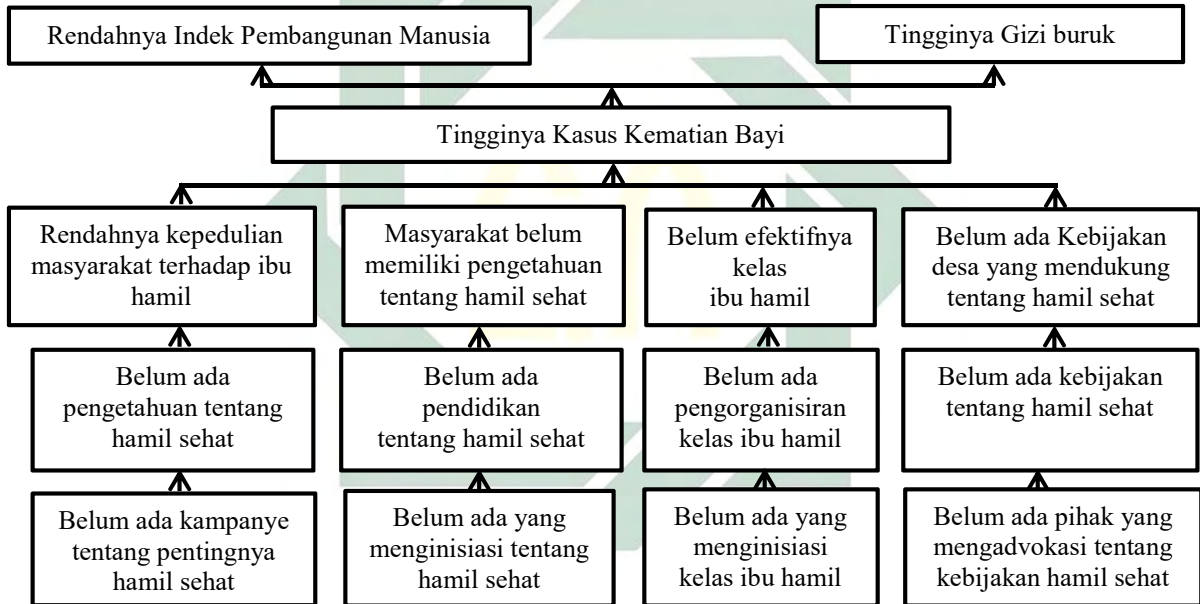 Rendahnya Indek Pembangunan Manusia
Tingginya Gizi buruk
Tingginya Kasus Kematian Bayi
Rendahnya kepedulian
masyarakat terhadap ibu
hamil
Masyarakat belum
memiliki pengetahuan
tentang hamil sehat
Belum efektifnya
kelas
ibu hamil
Belum ada Kebijakan
desa yang mendukung
tentang hamil sehat
Belum ada
pengetahuan tentang
hamil sehat
Belum ada
pendidikan
tentang hamil sehat
Belum ada
pengorganisiran
kelas ibu hamil
Belum ada kebijakan
tentang hamil sehat
Belum ada kampanye
tentang pentingnya
hamil sehat
Belum ada yang
menginisiasi tentang
hamil sehat
Belum ada yang
menginisiasi
kelas ibu hamil
Belum ada pihak yang
mengadvokasi tentang
kebijakan hamil sehat